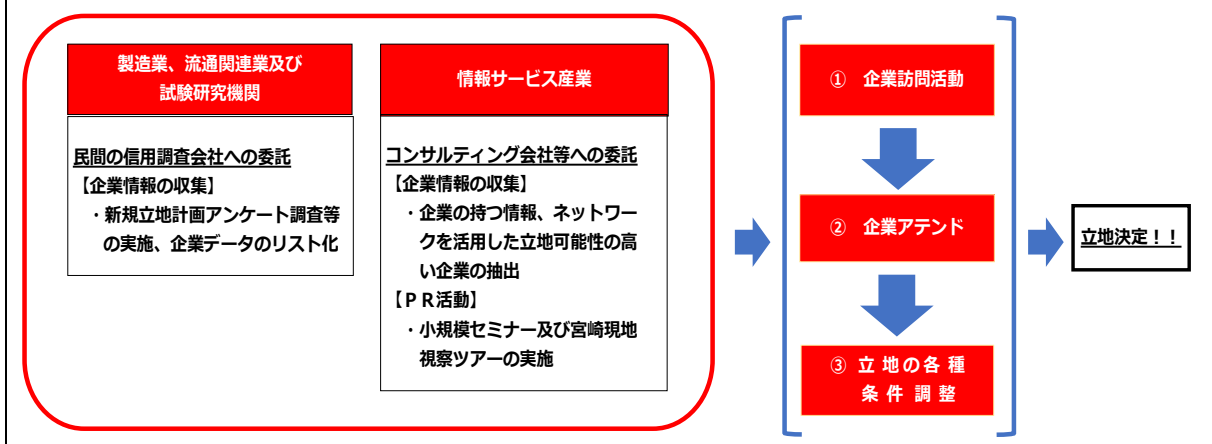 製造業、流通関連業及び
試験研究機関
民間の信用調査会社への委託
【企業情報の収集】
・新規立地計画アンケート調査等
の実施、企業データのリスト化
情報サービス産業
コンサルティング会社等への委託
【企業情報の収集】
・企業の持つ情報、ネットワー
クを活用した立地可能性の高
い企業の抽出
【ＰＲ活動】
・小規模セミナー及び宮崎現地
視察ツアーの実施
① 企業訪問活動
② 企業アテンド
③ 立地の各種
条件調整
立地決定！！